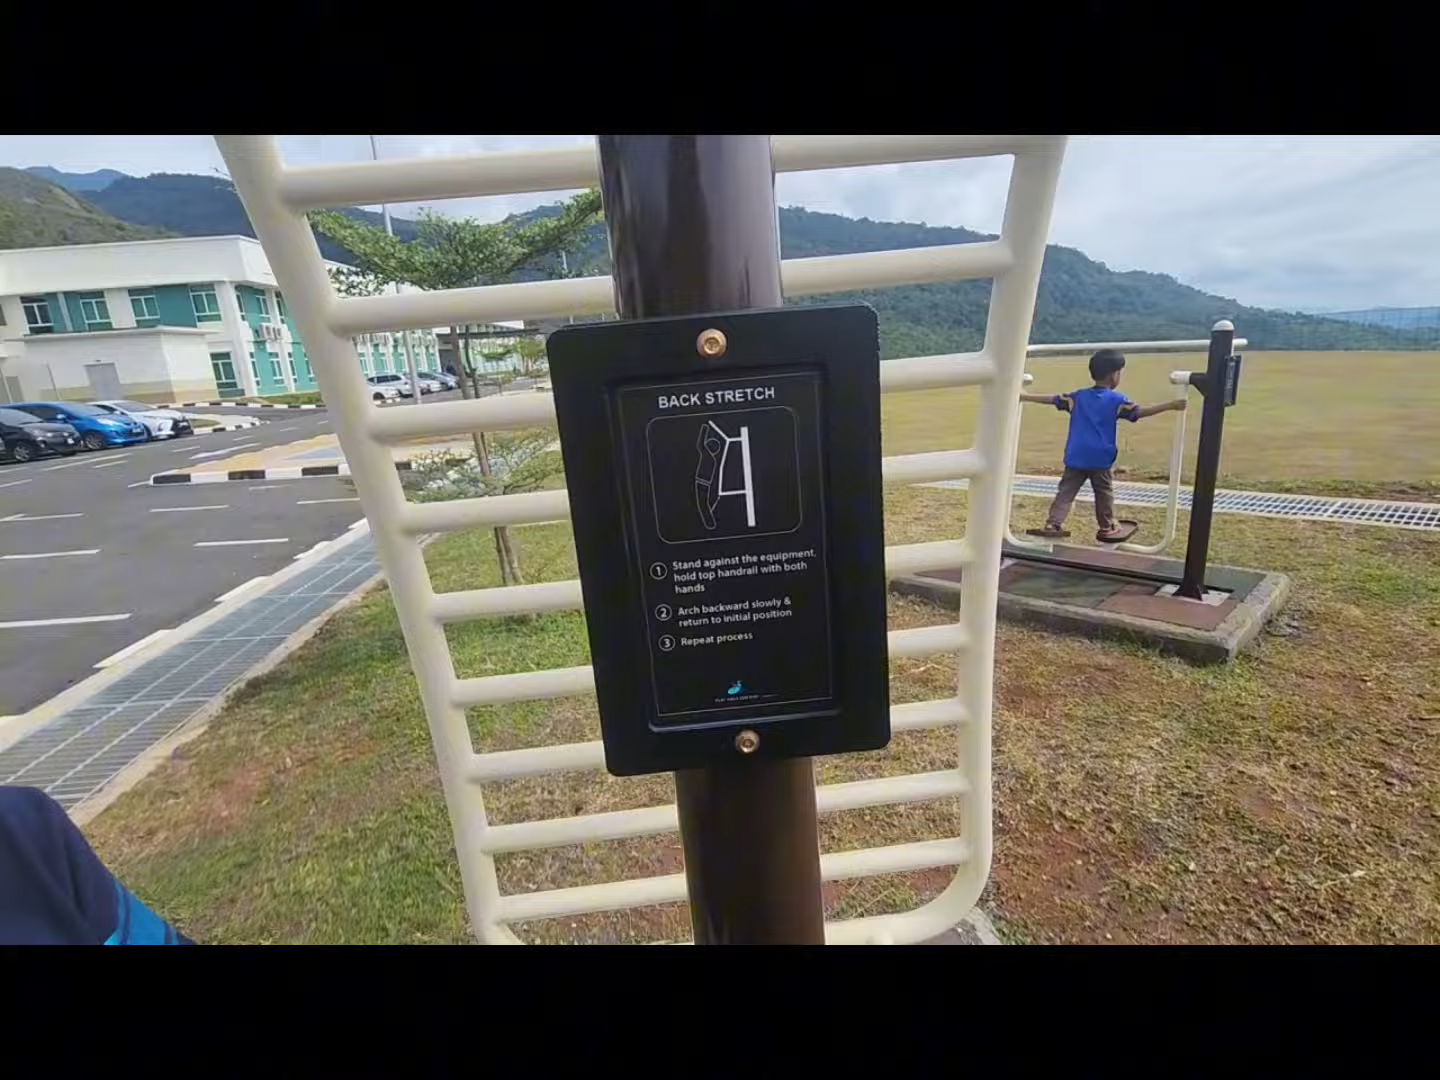 BACK STRETCH
1 Stand against the equipment,
hold top handrail with both
hands
2 Arch backward slowly &
return to initial position
3 Repeat process